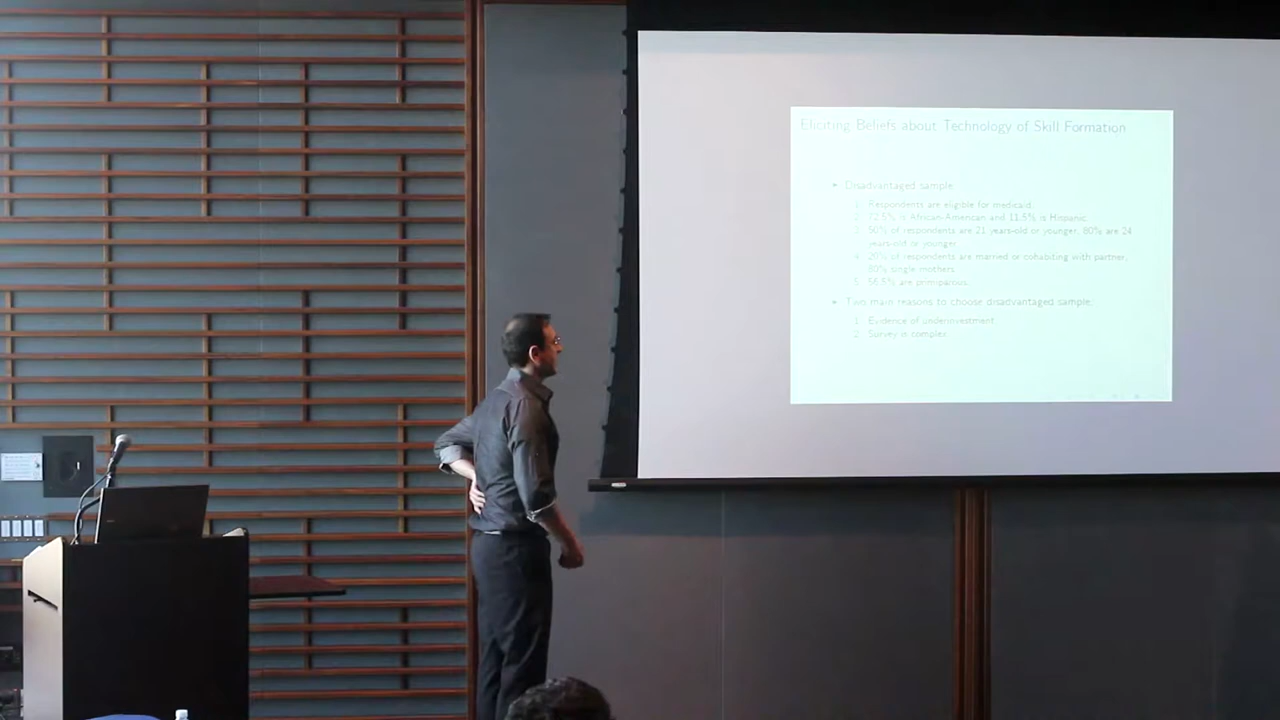 Eliciting Beliefs about Technology of Skill Formation
Disadvantaged sample:
1. Respondents are eligible for medicaid.
2. 72.5% is African-American and 11.5% is Hispanic.
3. 50% of respondents are 21 years-old or younger, 80% are 24
years-old or younger.
4. 20% of respondents are married or cohabiting with partner,
80% single mothers.
5. 56.5% are primiparous.
Two main reasons to choose disadvantaged sample:
1. Evidence of underinvestment
2. Survey is complex.